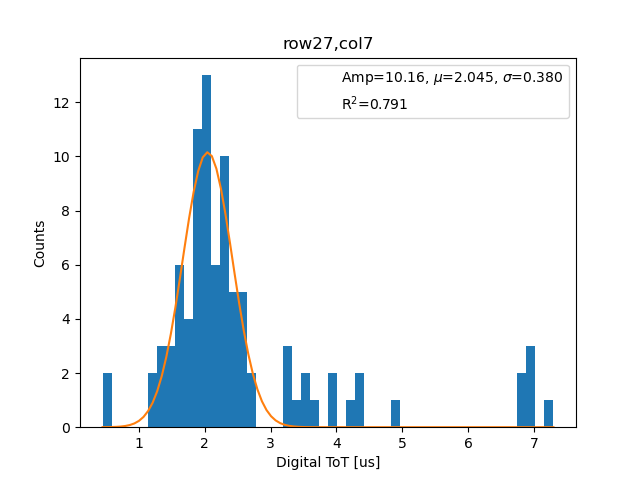 row27,col7
Amp=10.16, μ=2.045, σ=0.380
R²=0.791
Counts
12
10
8
6
4
2
0
1 2 3 4 5 6 7
Digital ToT [us]